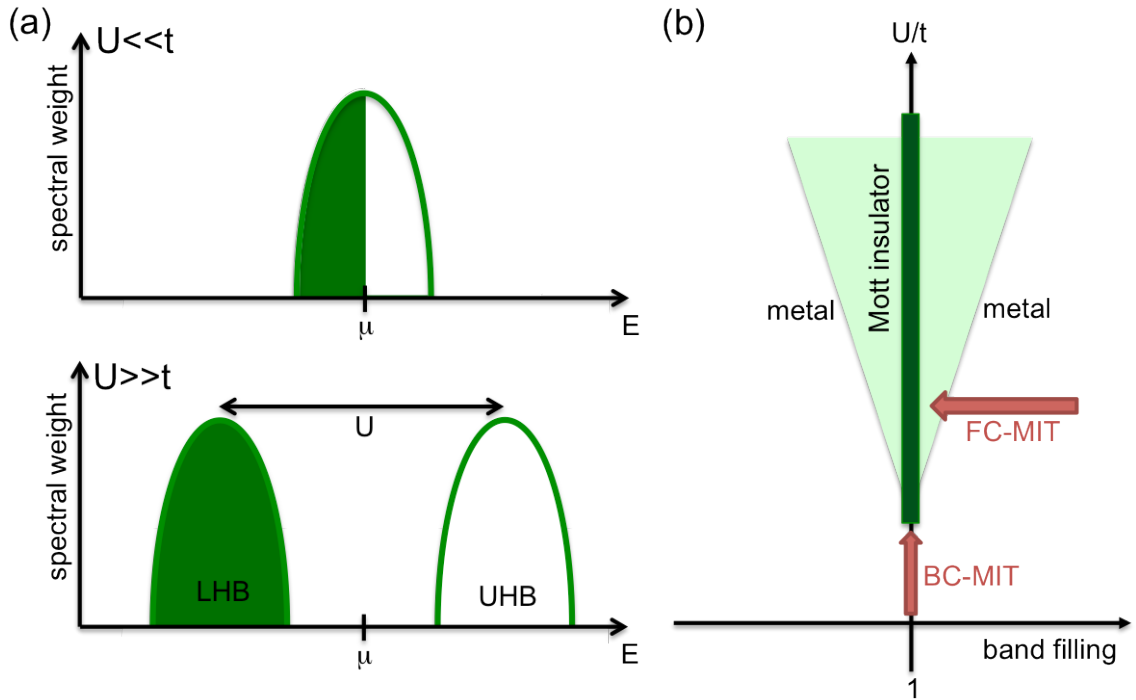 (a)
U<<t
spectral weight
μ
E
U>>t
U
spectral weight
LHB
UHB
μ
E
(b)
U/t
Mott insulator
metal
metal
FC-MIT
BC-MIT
band filling
1